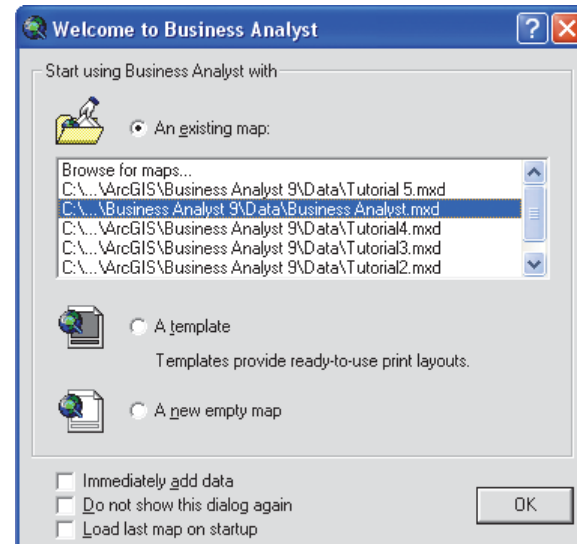 Welcome to Business Analyst
Start using Business Analyst with
An existing map:
Browse for maps...
C:\...\ArcGIS\Business Analyst 9\Data\Tutorial 5.mxd
C:\...\Business Analyst 9\Data\Business Analyst.mxd
C:\...\ArcGIS\Business Analyst 9\Data\Tutorial4.mxd
C:\...\ArcGIS\Business Analyst 9\Data\Tutorial3.mxd
C:\...\ArcGIS\Business Analyst 9\Data\Tutorial2.mxd
A template
Templates provide ready-to-use print layouts.
A new empty map
Immediately add data
Do not show this dialog again
OK
Load last map on startup